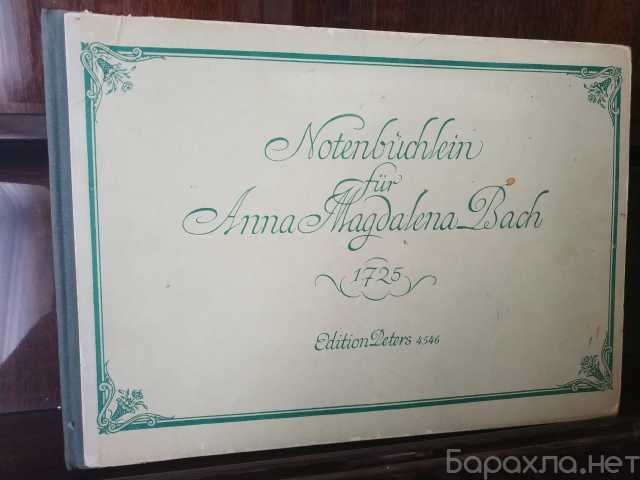 Notenbüchlein
für
Anna Magdalena Bach
1725
Edition Peters 4546
Барахла.нет